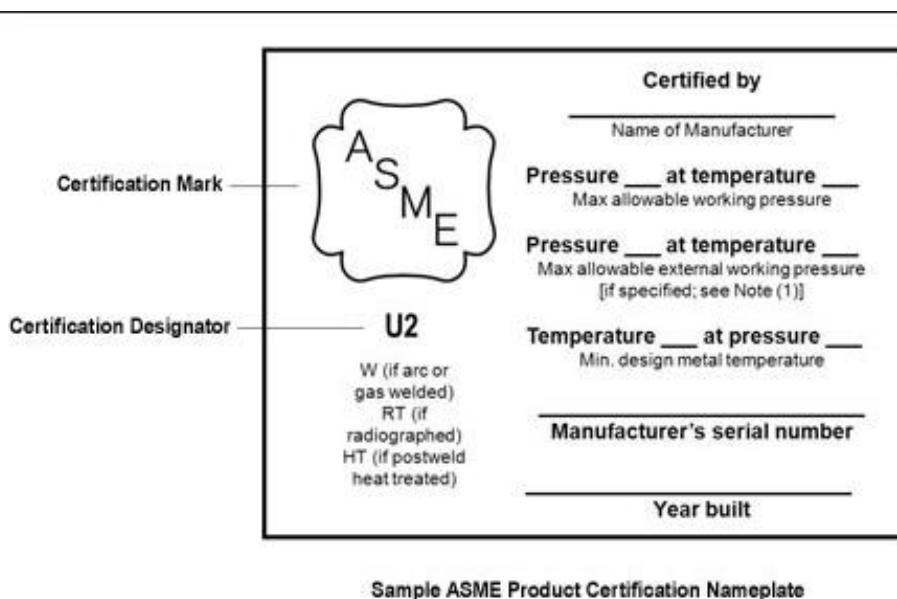 Certified by
Name of Manufacturer
Certification Mark
ASME
Pressure ___ at temperature ___
Max allowable working pressure
Pressure ___ at temperature ___
Max allowable external working pressure
[if specified; see Note (1)]
Certification Designator
U2
Temperature ___ at pressure ___
Min. design metal temperature
W (if arc or
gas welded)
RT (if
radiographed)
HT (if postweld
heat treated)
Manufacturer's serial number
Year built
Sample ASME Product Certification Nameplate